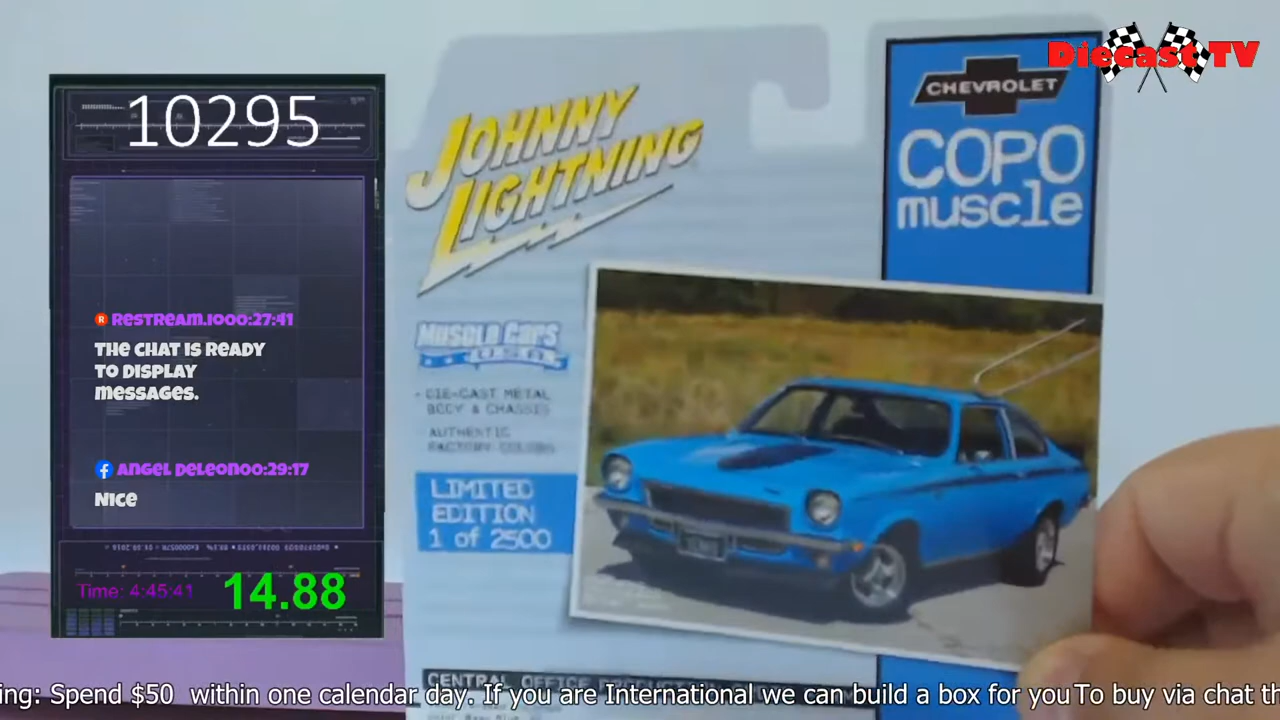 Diecast TV
10295
RESTREAM.IO00:27:41
THE CHAT IS READY
TO DISPLAY
MESSAGES.
ANGEL DELEON00:29:17
NICE
Time: 4:45:41
14.88
JOHNNY
LIGHTNING
CHEVROLET
COPO
muscle
MUSCLE CARS
U.S.A.
- DIE-CAST METAL
BODY & CHASSIS
- AUTHENTIC
FACTORY COLORS
LIMITED
EDITION
1 of 2500
CENTRAL OFFICE
ing: Spend $50 within one calendar day. If you are International we can build a box for you To buy via chat th